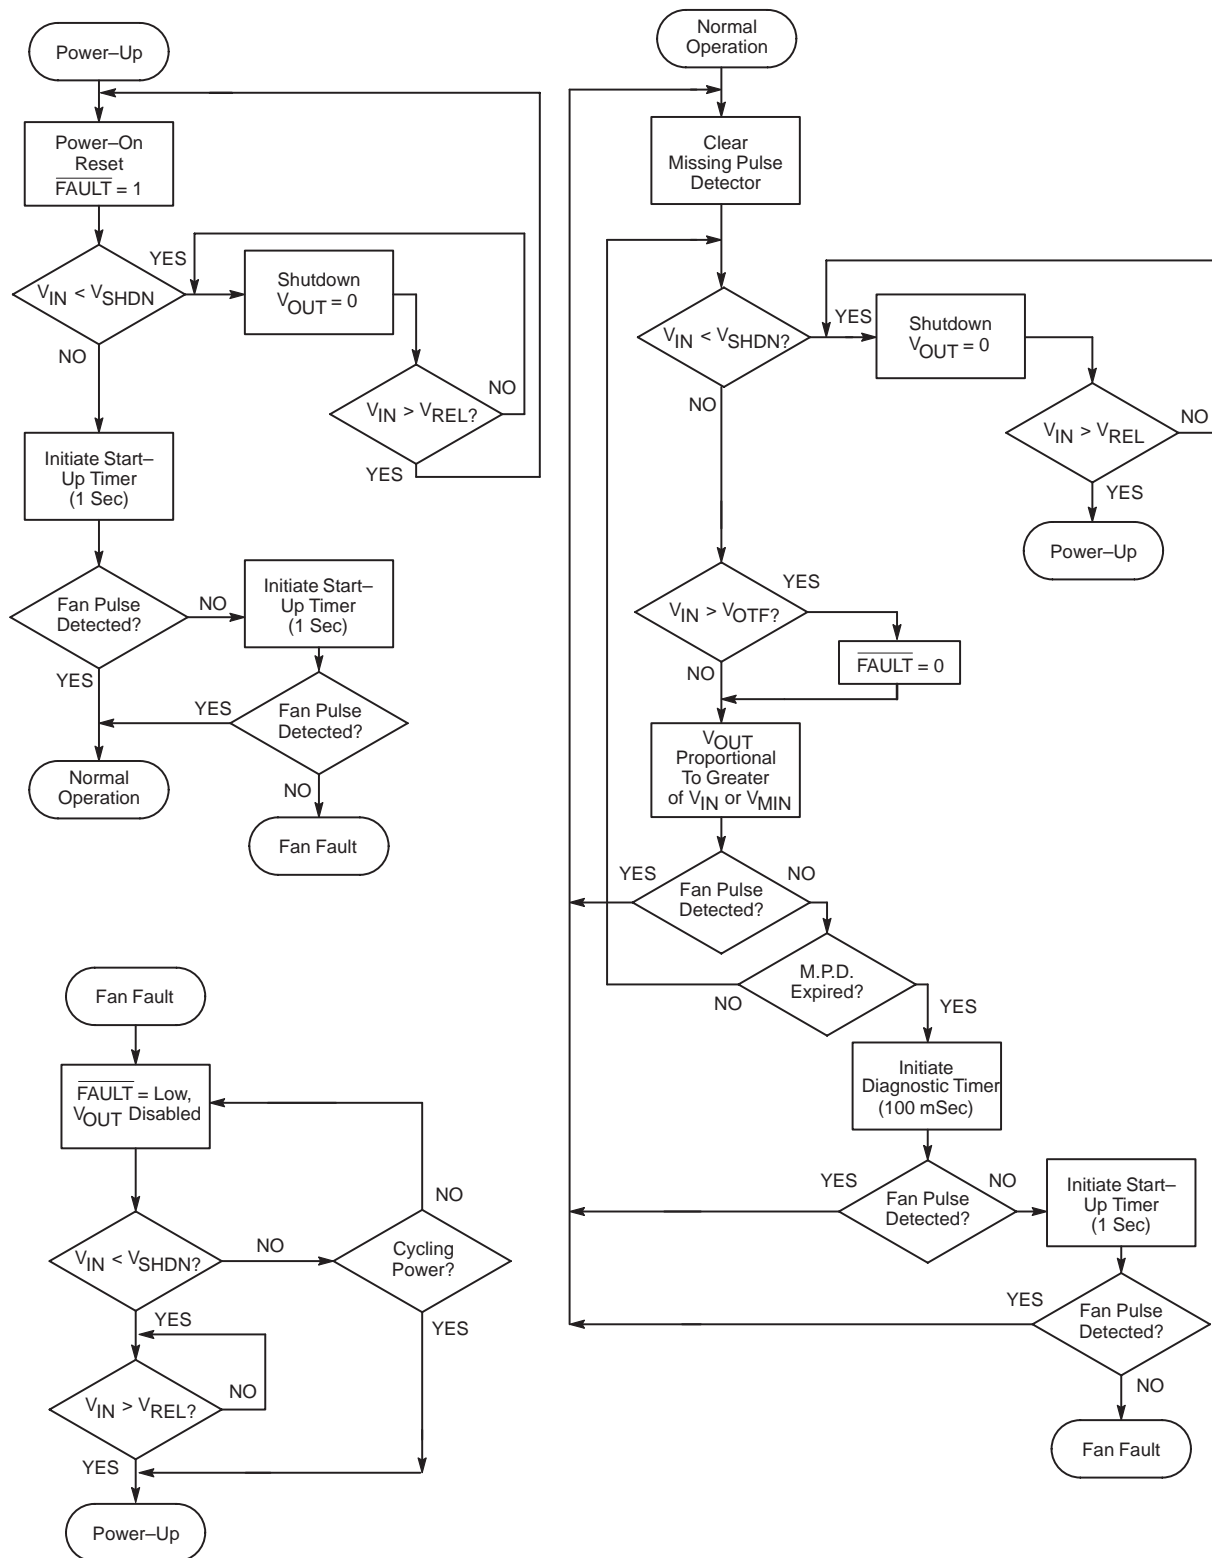 Power–Up
Power–On
Reset
FAULT = 1
YES
VIN < VSHDN
NO
Shutdown
VOUT = 0
NO
VIN > VREL?
YES
Initiate Start–
Up Timer
(1 Sec)
Fan Pulse
Detected?
NO
Initiate Start–
Up Timer
(1 Sec)
YES
YES
Fan Pulse
Detected?
NO
Normal
Operation
Fan Fault
Fan Fault
FAULT = Low,
VOUT Disabled
NO
VIN < VSHDN?
NO
Cycling
Power?
YES
YES
VIN > VREL?
NO
YES
Power–Up
Normal
Operation
Clear
Missing Pulse
Detector
VIN < VSHDN?
YES
NO
Shutdown
VOUT = 0
VIN > VREL
NO
YES
Power–Up
YES
VIN > VOTF?
NO
FAULT = 0
VOUT
Proportional
To Greater
of VIN or VMIN
YES
Fan Pulse
Detected?
NO
M.P.D.
Expired?
NO
YES
Initiate
Diagnostic Timer
(100 mSec)
YES
Fan Pulse
Detected?
NO
Initiate Start–
Up Timer
(1 Sec)
YES
Fan Pulse
Detected?
NO
Fan Fault